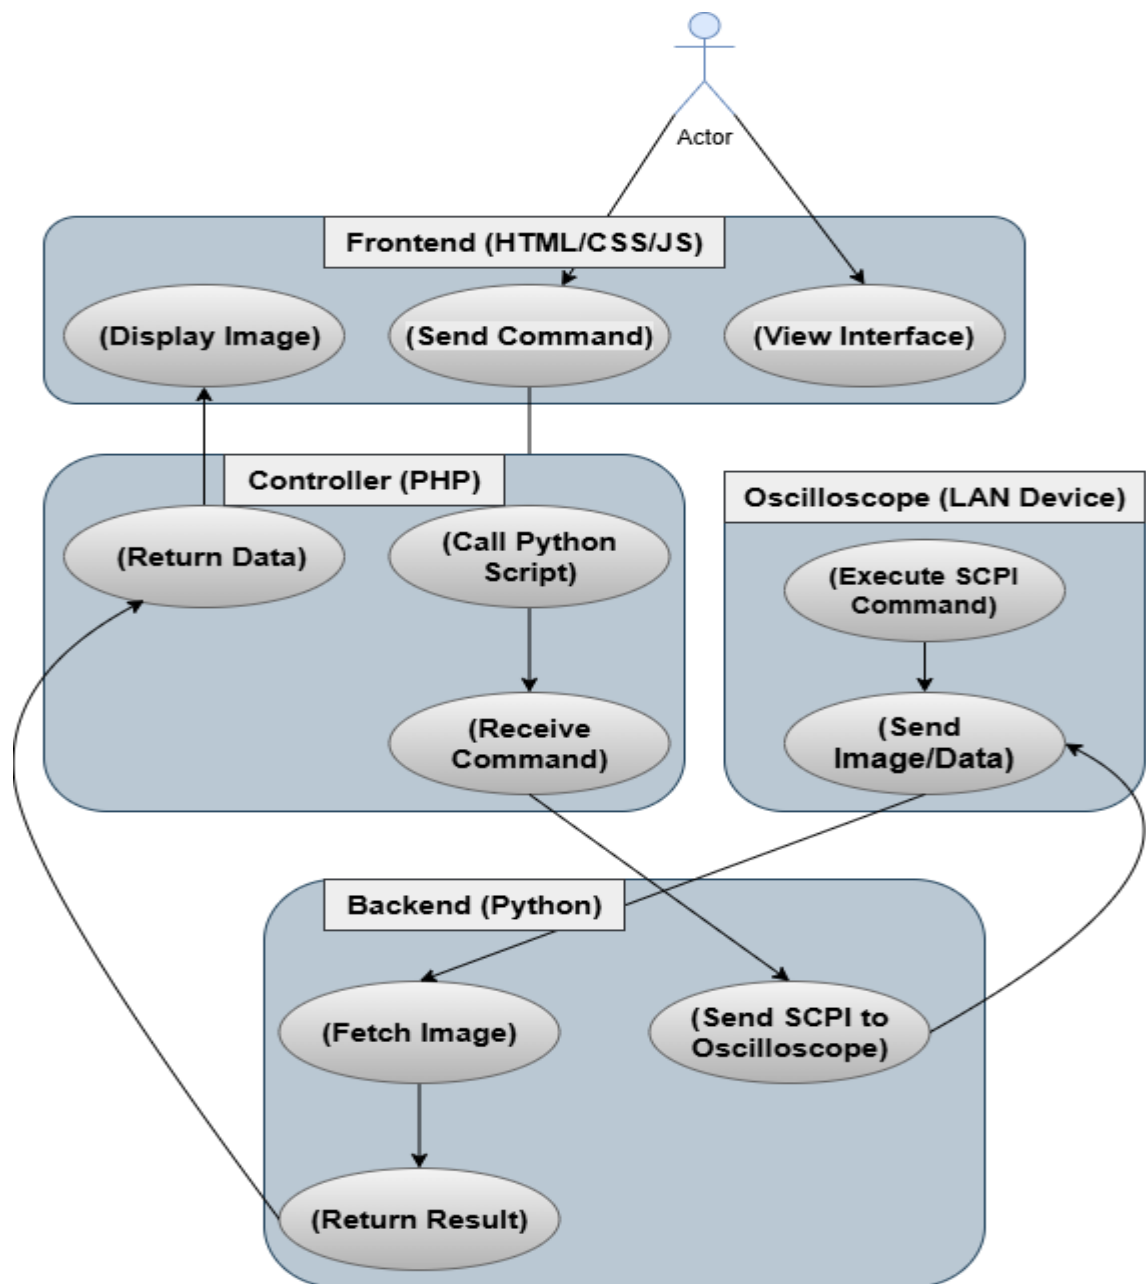 Actor
Frontend (HTML/CSS/JS)
(Display Image)
(Send Command)
(View Interface)
Controller (PHP)
(Return Data)
(Call Python
Script)
(Receive
Command)
Oscilloscope (LAN Device)
(Execute SCPI
Command)
(Send
Image/Data)
Backend (Python)
(Fetch Image)
(Send SCPI to
Oscilloscope)
(Return Result)